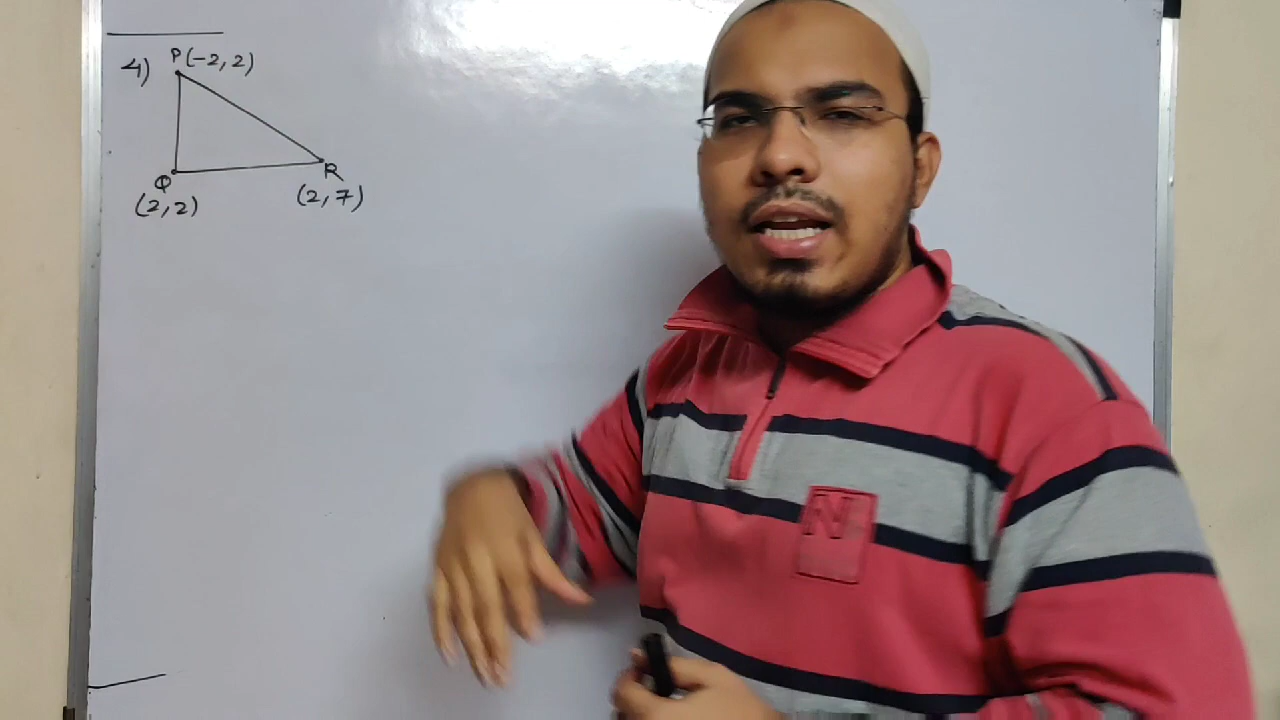 4) P(-2, 2)
Q R
(2, 2) (2, 7)
N